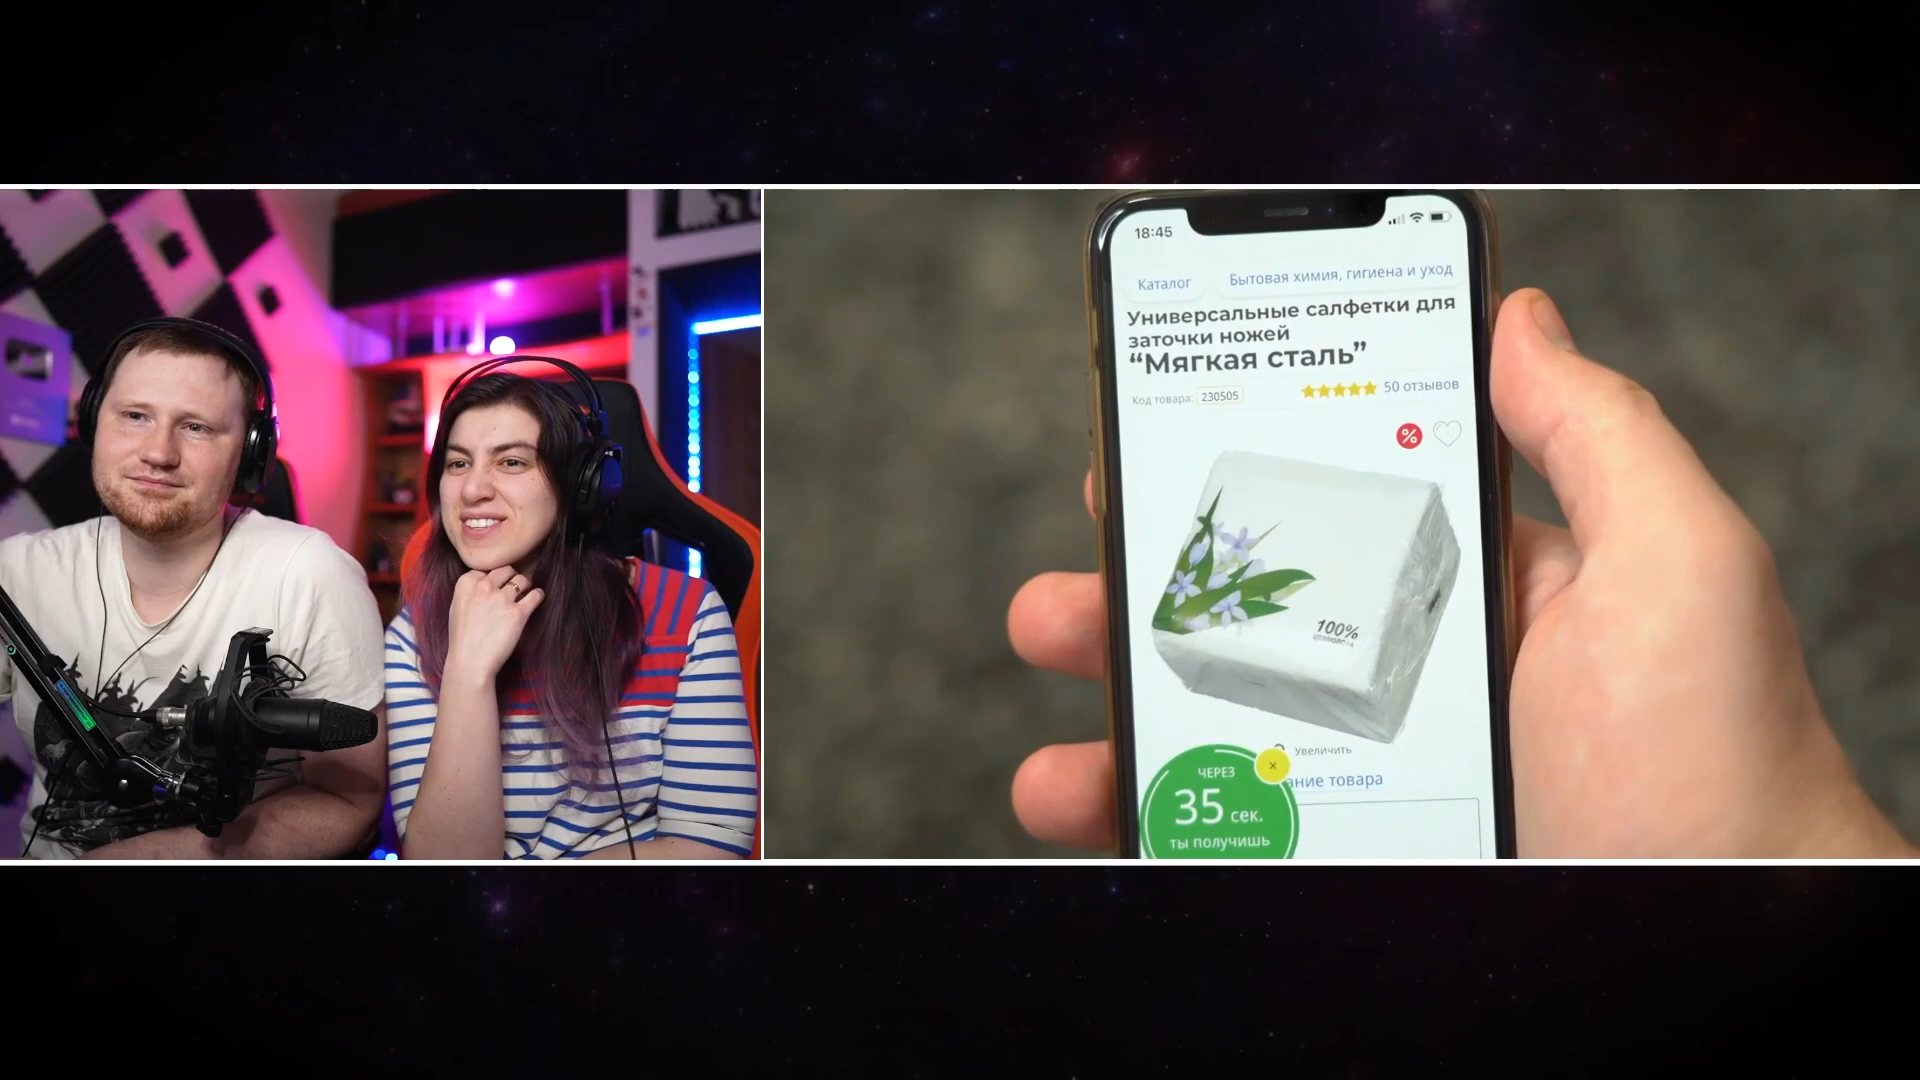 18:45
Каталог
Бытовая химия, гигиена и уход
Универсальные салфетки для
заточки ножей
“Мягкая сталь”
Код товара: 230505
50 отзывов
%
100%
Увеличить
ание товара
×
ЧЕРЕЗ
35 сек.
ты получишь